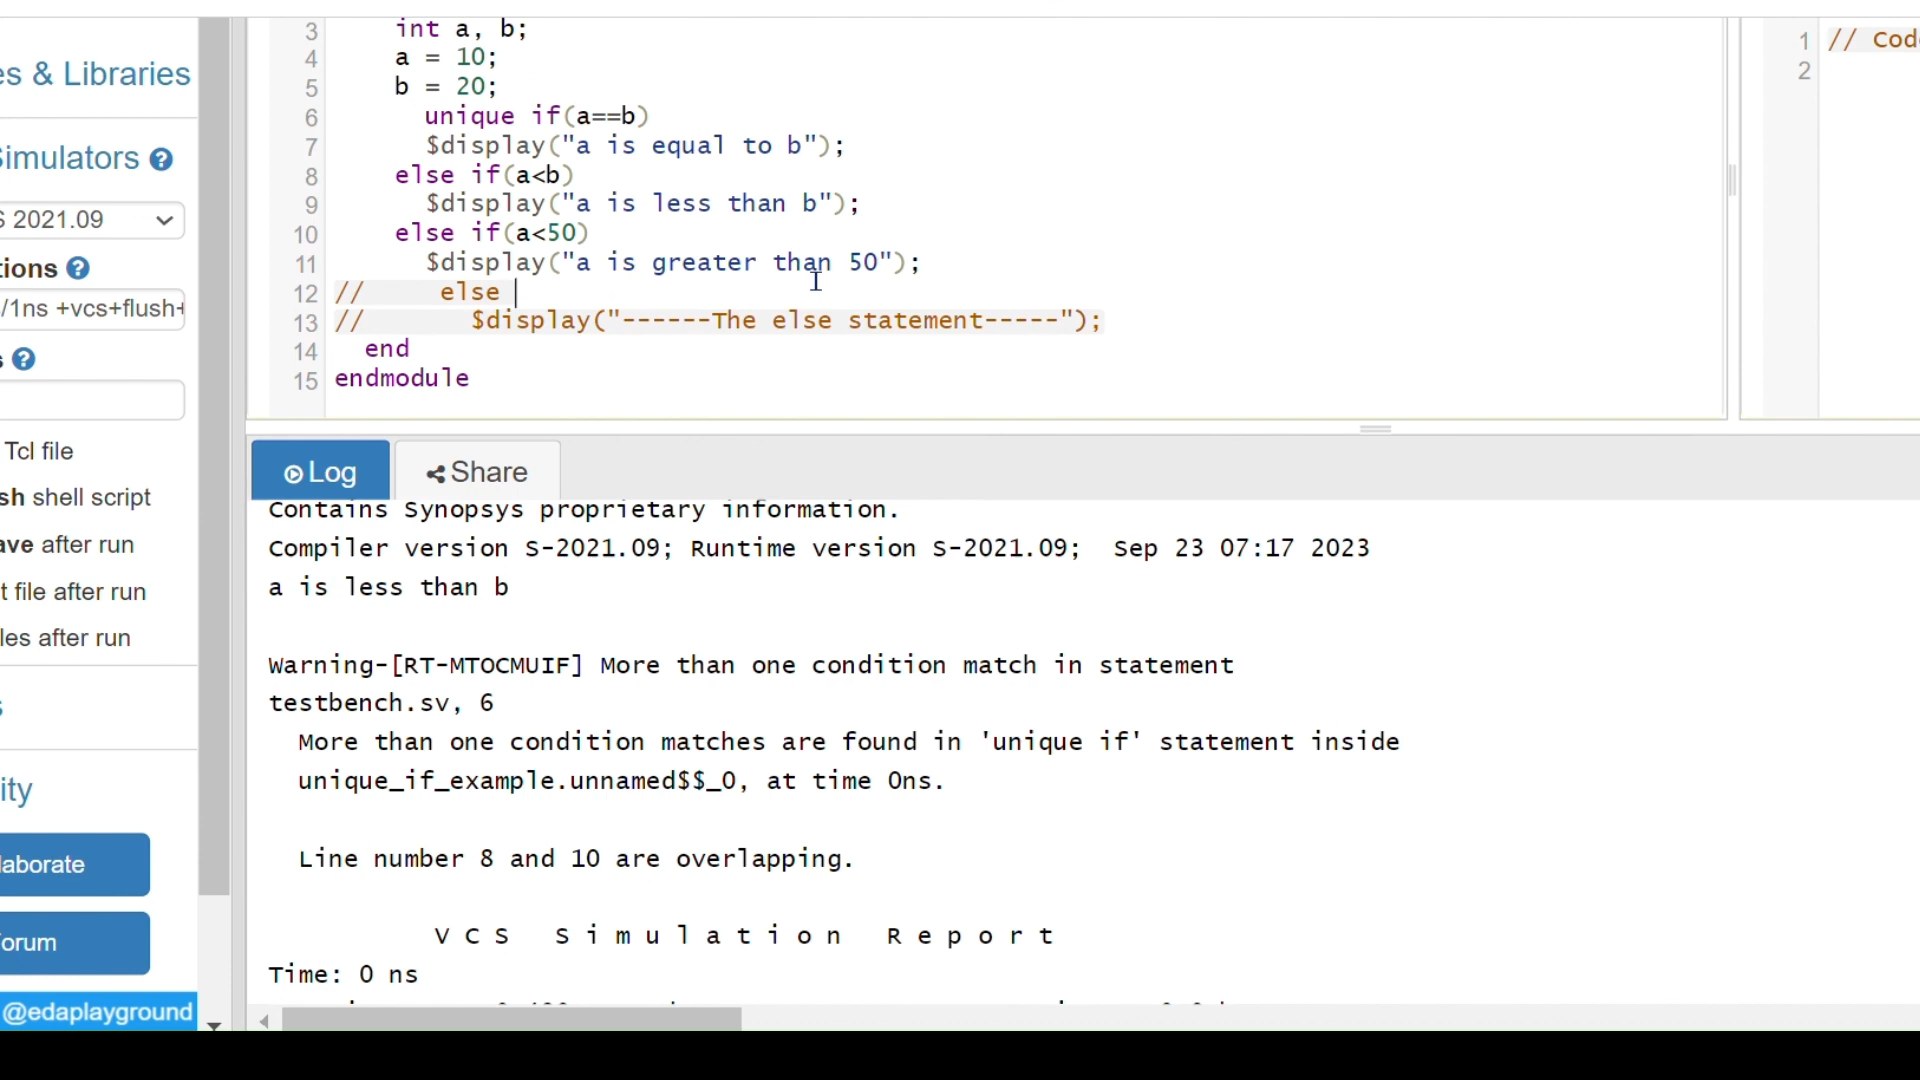 es & Libraries
Simulators ?
S 2021.09
tions ?
/1ns +vcs+flush+
s ?
Tcl file
sh shell script
ave after run
t file after run
les after run
s
ity
laborate
orum
@edaplayground
3 int a, b;
4 a = 10;
5 b = 20;
6 unique if(a==b)
7 $display("a is equal to b");
8 else if(a<b)
9 $display("a is less than b");
10 else if(a<50)
11 $display("a is greater than 50");
12 // else
13 // $display("------The else statement-----");
14 end
15 endmodule
1 // Cod
2
Log
Share
Contains Synopsys proprietary information.
Compiler version S-2021.09; Runtime version S-2021.09; Sep 23 07:17 2023
a is less than b
Warning-[RT-MTOCMUIF] More than one condition match in statement
testbench.sv, 6
More than one condition matches are found in 'unique if' statement inside
unique_if_example.unnamed$$_0, at time 0ns.
Line number 8 and 10 are overlapping.
V C S S i m u l a t i o n R e p o r t
Time: 0 ns